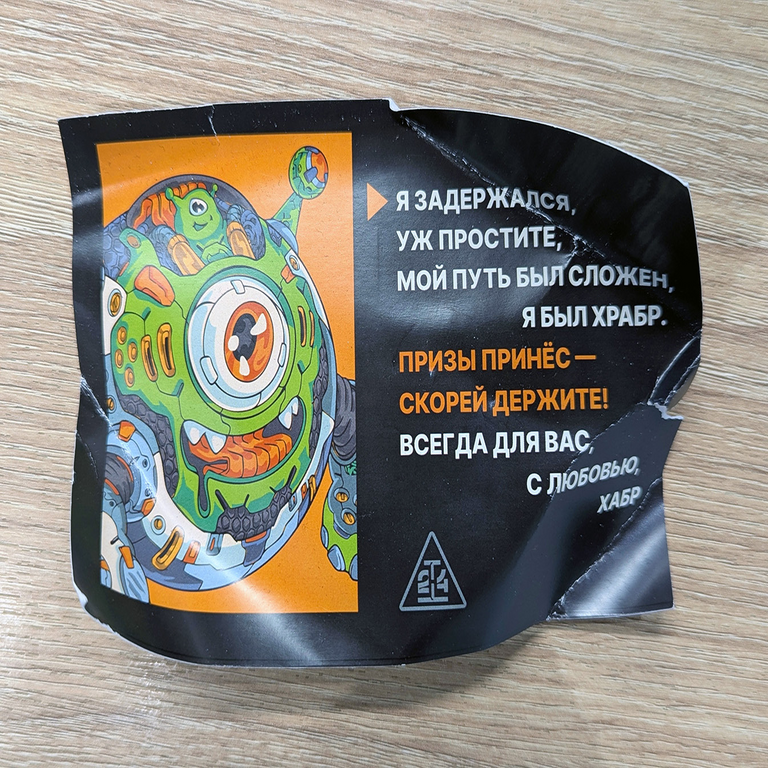 Я ЗАДЕРЖАЛСЯ,
УЖ ПРОСТИТЕ,
МОЙ ПУТЬ БЫЛ СЛОЖЕН,
Я БЫЛ ХРАБР.
ПРИЗЫ ПРИНЁС —
СКОРЕЙ ДЕРЖИТЕ!
ВСЕГДА ДЛЯ ВАС,
С ЛЮБОВЬЮ,
ХАБР